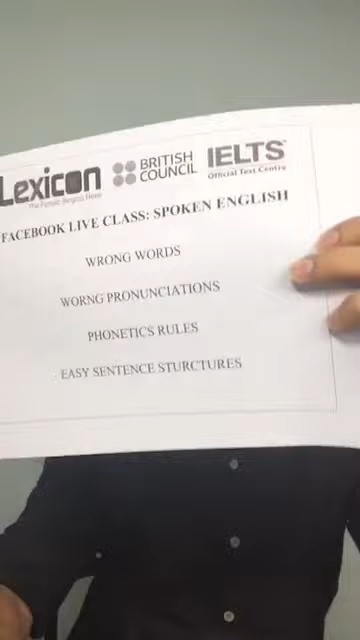 Lexicon BRITISH COUNCIL IELTS™
The Future Begins Here Official Test Centre
FACEBOOK LIVE CLASS: SPOKEN ENGLISH
WRONG WORDS
WORNG PRONUNCIATIONS
PHONETICS RULES
EASY SENTENCE STURCTURES